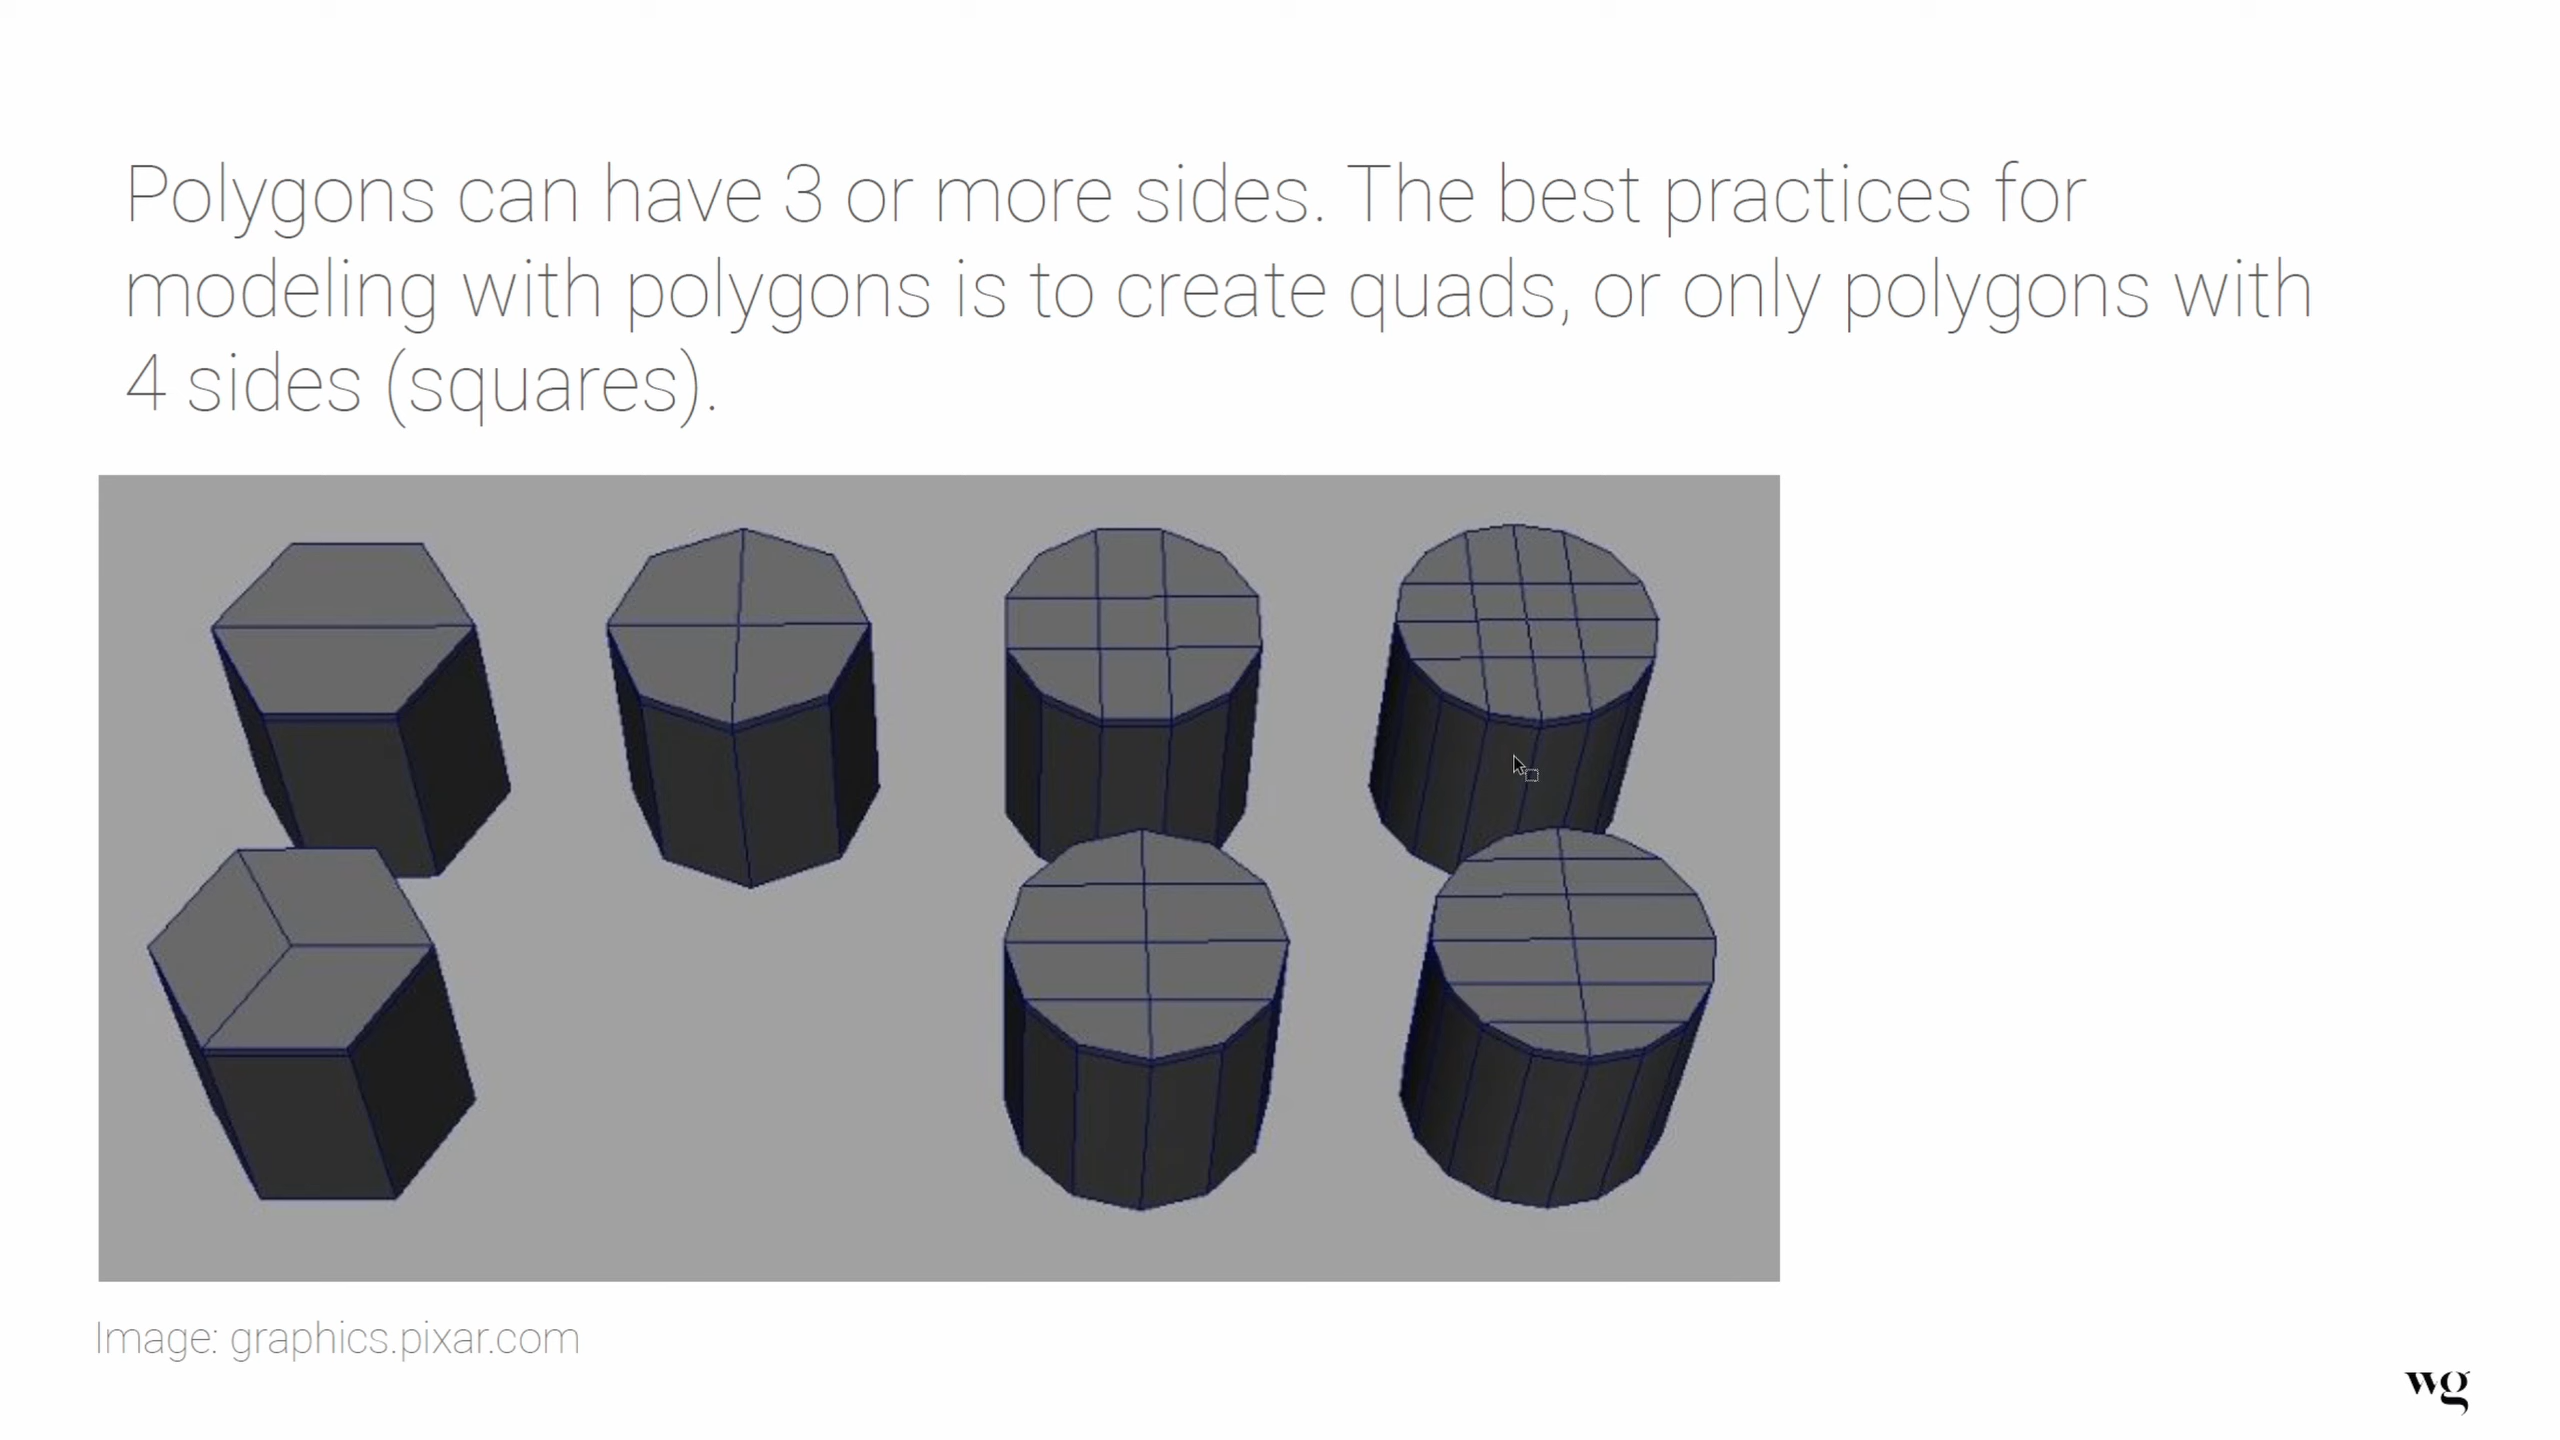 Polygons can have 3 or more sides. The best practices for
modeling with polygons is to create quads, or only polygons with
4 sides (squares).
Image: graphics.pixar.com
wg